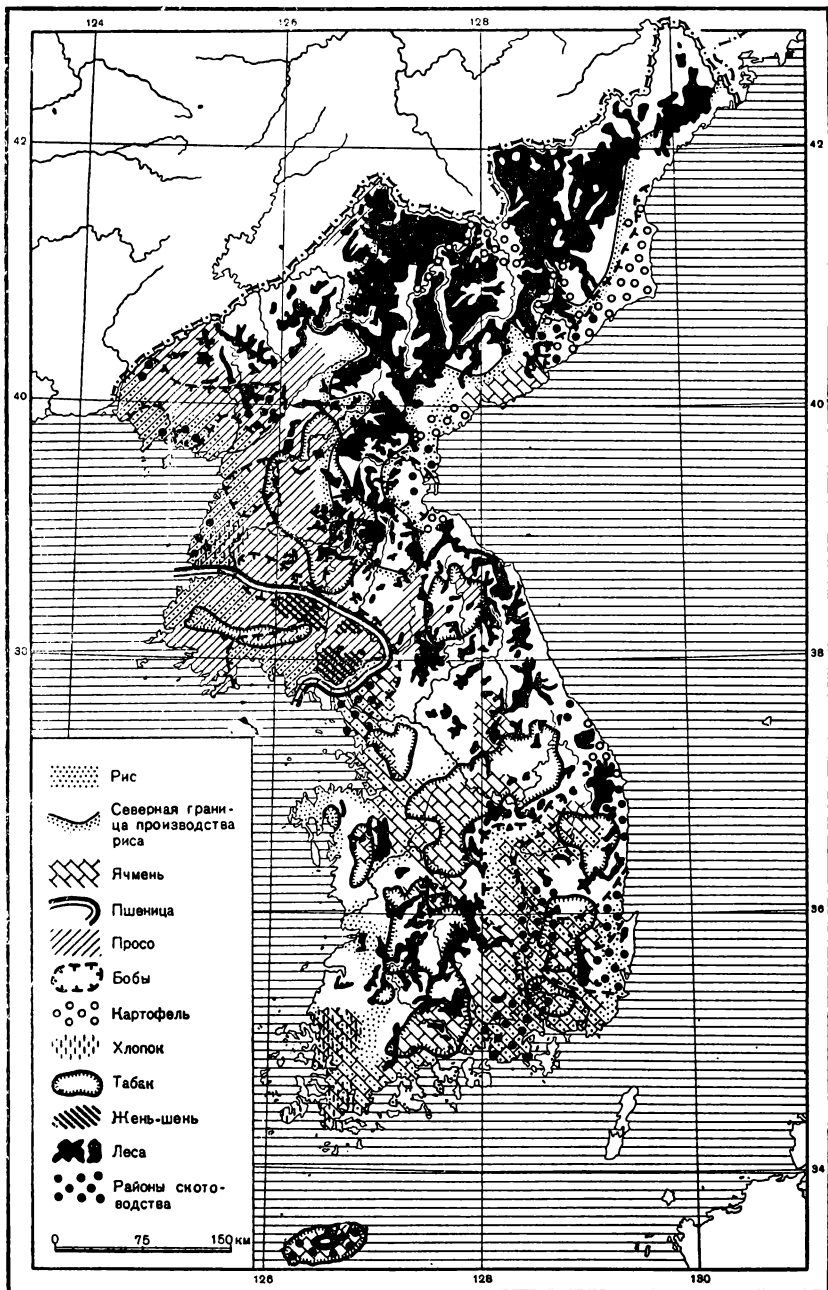 124 126 128
42 42
40 40
38 38
Рис
Северная грани-
ца производства
риса
Ячмень
Пшеница
Просо
Бобы
Картофель
Хлопок
Табак
Жень-шень
Леса
Районы ското-
водства
0 75 150 км
36
34
126 128 130